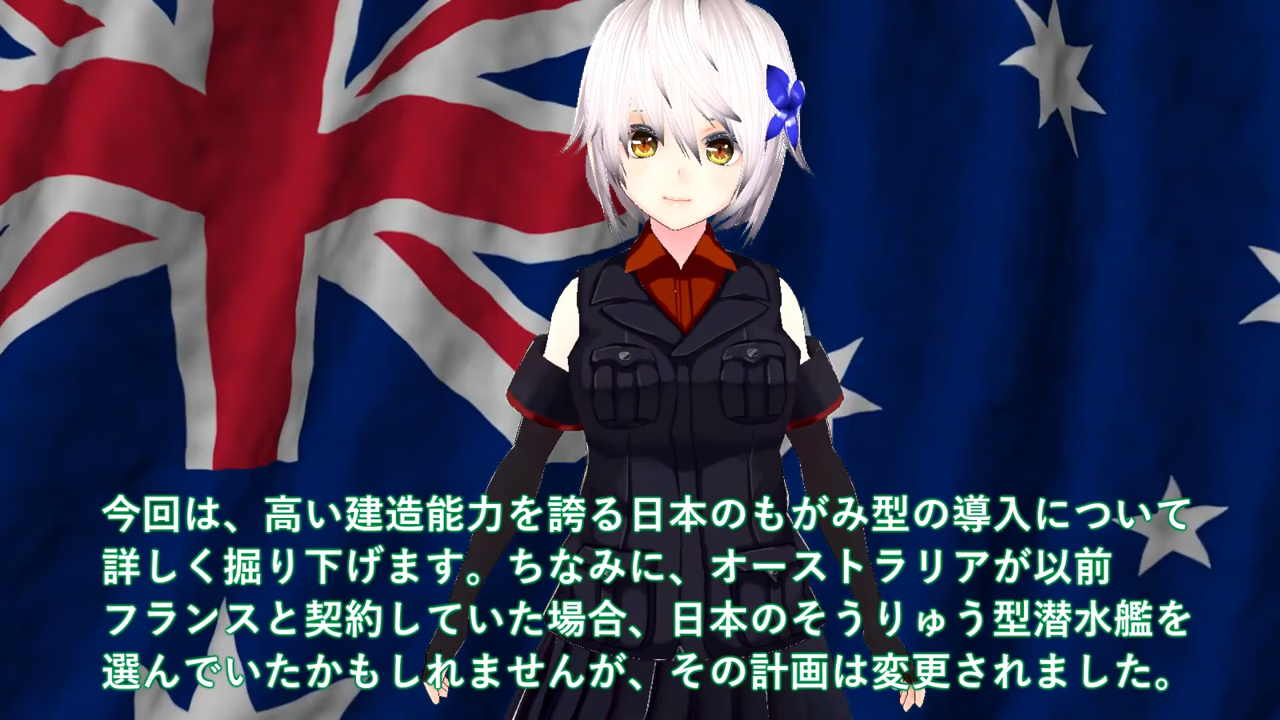 今回は、高い建造能力を誇る日本のもがみ型の導入について
詳しく掘り下げます。ちなみに、オーストラリアが以前
フランスと契約していた場合、日本のそうりゅう型潜水艦を
選んでいたかもしれませんが、その計画は変更されました。